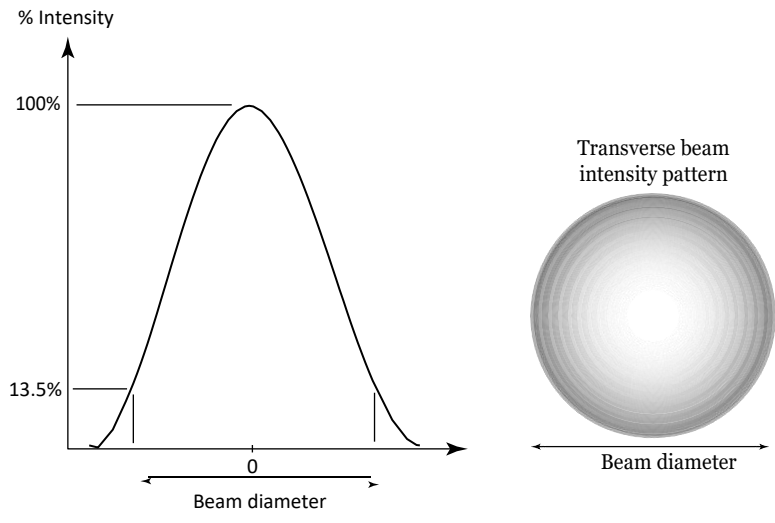 % Intensity
100%
13.5%
0
Beam diameter
Transverse beam
intensity pattern
Beam diameter